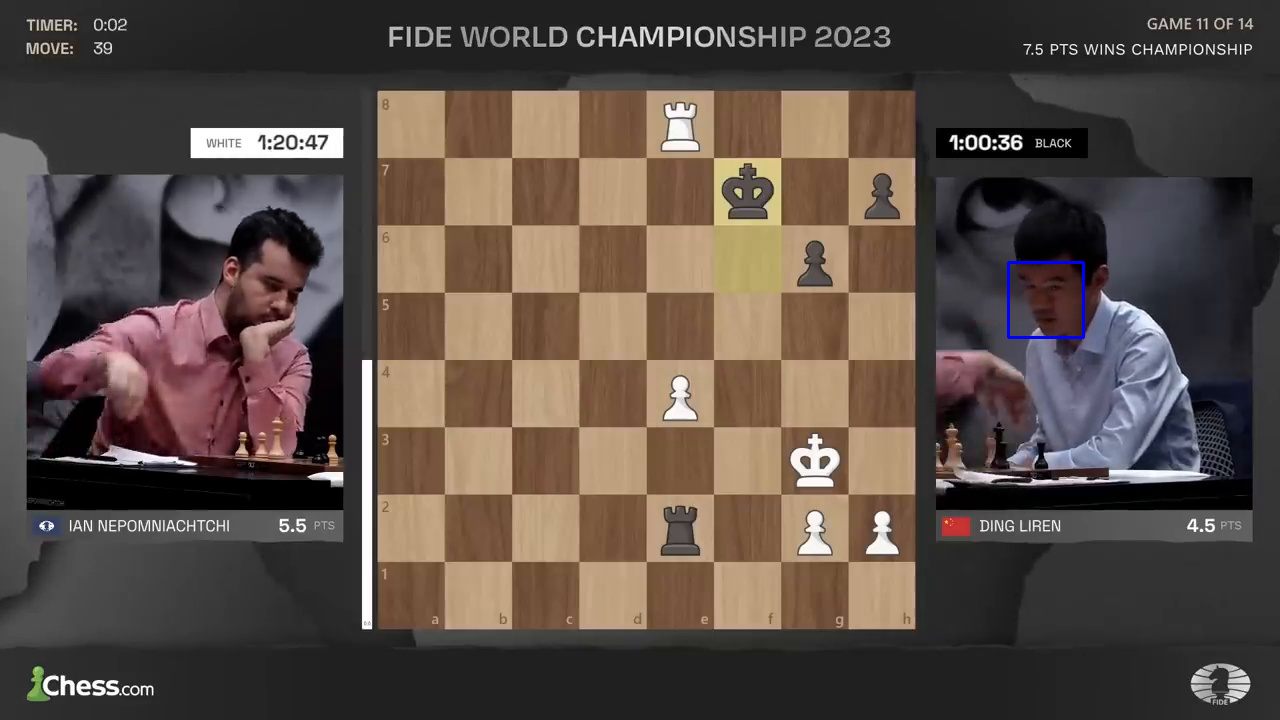 TIMER: 0:02
MOVE: 39
FIDE WORLD CHAMPIONSHIP 2023
GAME 11 OF 14
7.5 PTS WINS CHAMPIONSHIP
WHITE 1:20:47
1:00:36 BLACK
8
7
6
5
4
3
2
1
a b c d e f g h
IAN NEPOMNIACHTCHI 5.5 PTS
DING LIREN 4.5 PTS
Chess.com
FIDE